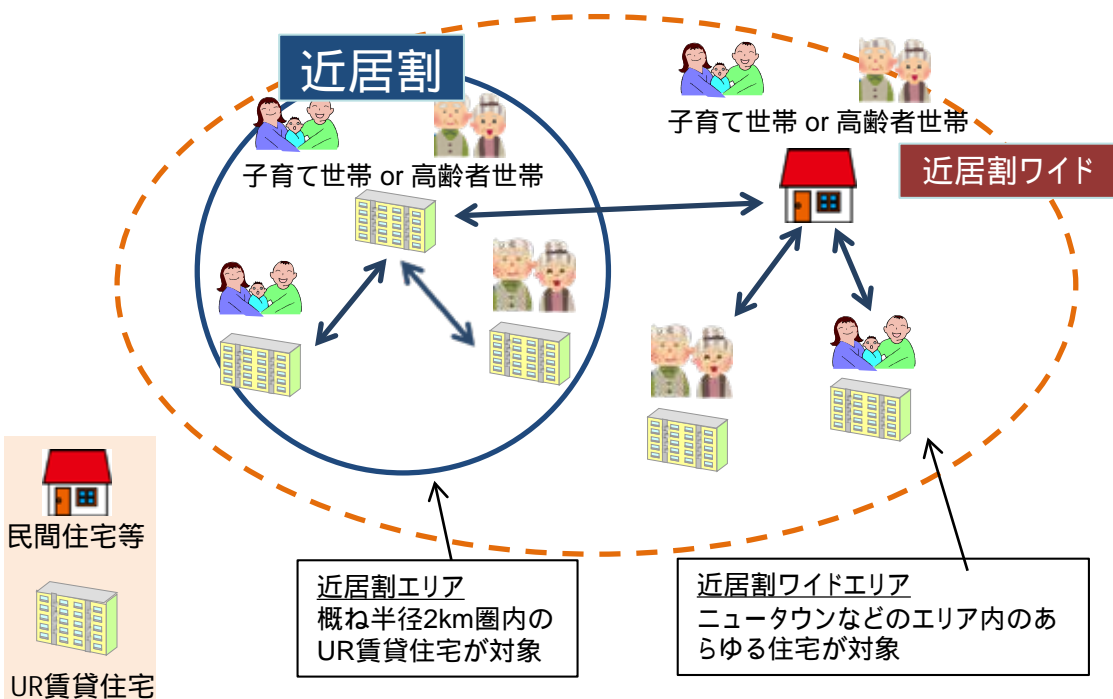 近居割
子育て世帯 or 高齢者世帯
子育て世帯 or 高齢者世帯
近居割ワイド
民間住宅等
UR賃貸住宅
近居割エリア
概ね半径2km圏内の
UR賃貸住宅が対象
近居割ワイドエリア
ニュータウンなどのエリア内のあ
らゆる住宅が対象